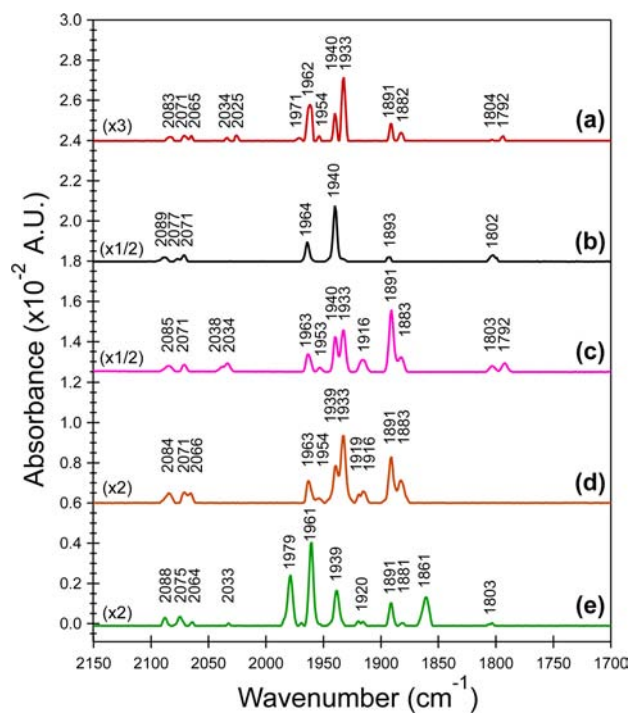 3.0
2.8
2.6
2.4
2.2
2.0
1.8
1.6
1.4
1.2
1.0
0.8
0.6
0.4
0.2
0.0
Absorbance (x10⁻² A.U.)
(x3) 2083 2071 2065 2034 2025 1971 1962 1954 1940 1933 1891 1882 1804 1792 (a)
(x1/2) 2089 2077 2071 1964 1940 1893 1802 (b)
(x1/2) 2085 2071 2038 2034 1963 1953 1940 1933 1916 1891 1883 1803 1792 (c)
(x2) 2084 2071 2066 1963 1954 1939 1933 1919 1916 1891 1883 (d)
(x2) 2088 2075 2064 2033 1979 1961 1939 1920 1891 1881 1861 1803 (e)
2150 2100 2050 2000 1950 1900 1850 1800 1750 1700
Wavenumber (cm⁻¹)